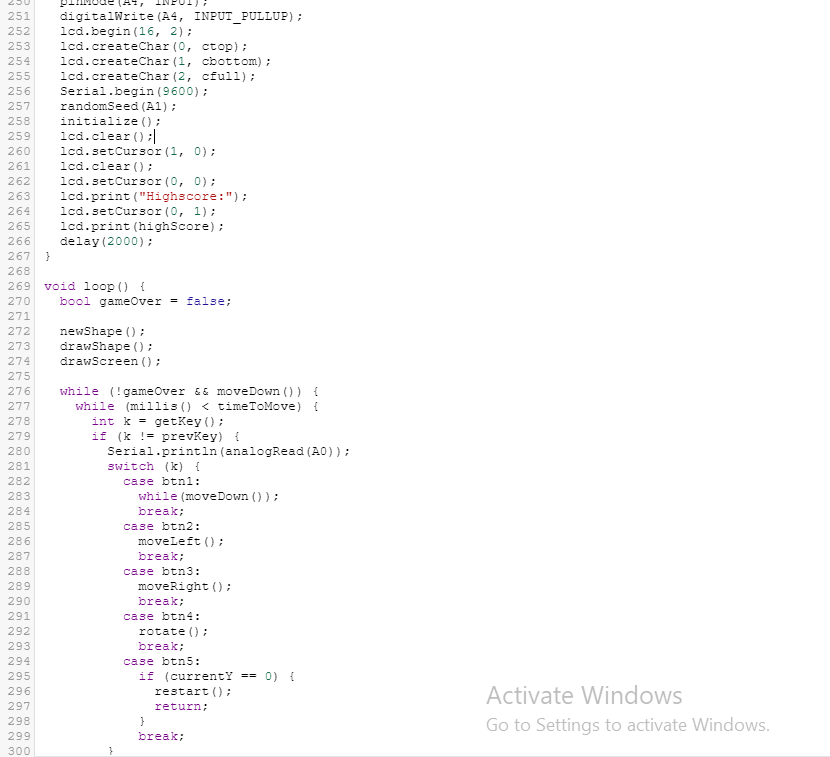 250   pinMode(A4, INPUT);
251   digitalWrite(A4, INPUT_PULLUP);
252   lcd.begin(16, 2);
253   lcd.createChar(0, ctop);
254   lcd.createChar(1, cbottom);
255   lcd.createChar(2, cfull);
256   Serial.begin(9600);
257   randomSeed(A1);
258   initialize();
259   lcd.clear();
260   lcd.setCursor(1, 0);
261   lcd.clear();
262   lcd.setCursor(0, 0);
263   lcd.print("Highscore:");
264   lcd.setCursor(0, 1);
265   lcd.print(highScore);
266   delay(2000);
267 }
268
269 void loop() {
270   bool gameOver = false;
271
272   newShape();
273   drawShape();
274   drawScreen();
275
276   while (!gameOver && moveDown()) {
277     while (millis() < timeToMove) {
278       int k = getKey();
279       if (k != prevKey) {
280         Serial.println(analogRead(A0));
281         switch (k) {
282           case btn1:
283             while(moveDown());
284             break;
285           case btn2:
286             moveLeft();
287             break;
288           case btn3:
289             moveRight();
290             break;
291           case btn4:
292             rotate();
293             break;
294           case btn5:
295             if (currentY == 0) {
296               restart();
297               return;
298             }
299             break;
300         }
Activate Windows
Go to Settings to activate Windows.